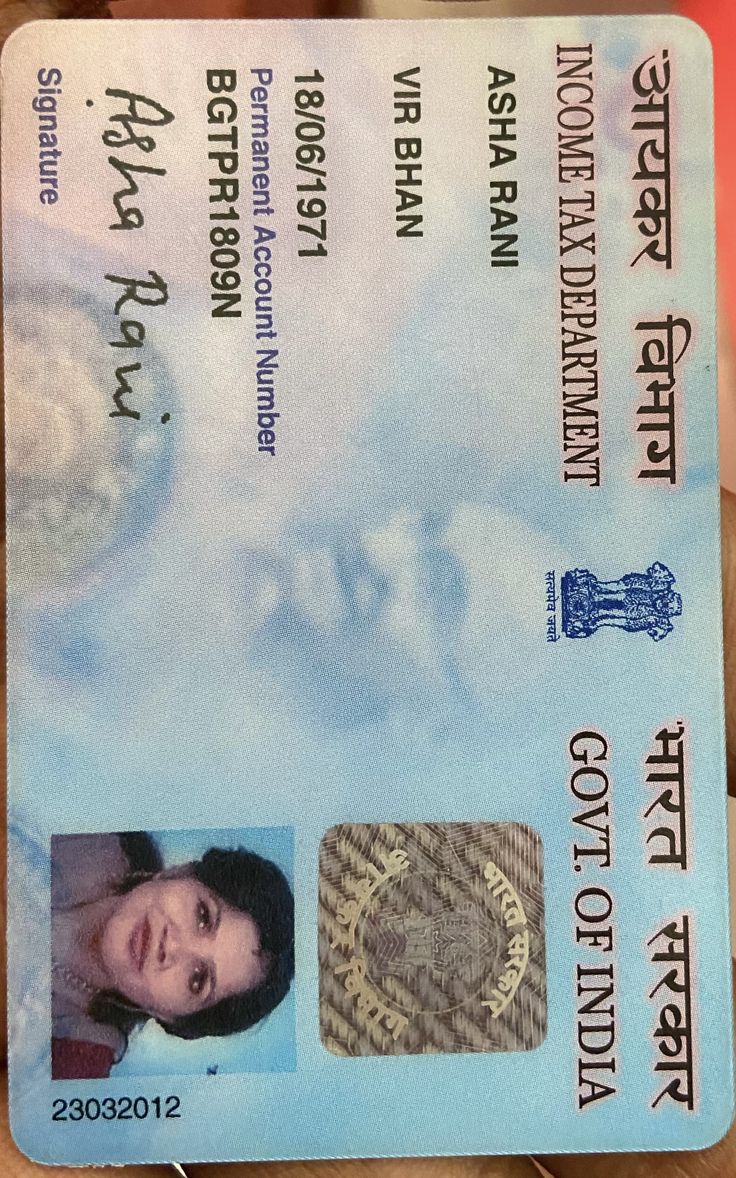 आयकर विभाग
INCOME TAX DEPARTMENT
सत्यमेव जयते
भारत सरकार
GOVT. OF INDIA
ASHA RANI
VIR BHAN
18/06/1971
Permanent Account Number
BGTPR1809N
Asha Rani
Signature
भारत सरकार
आयकर विभाग
23032012